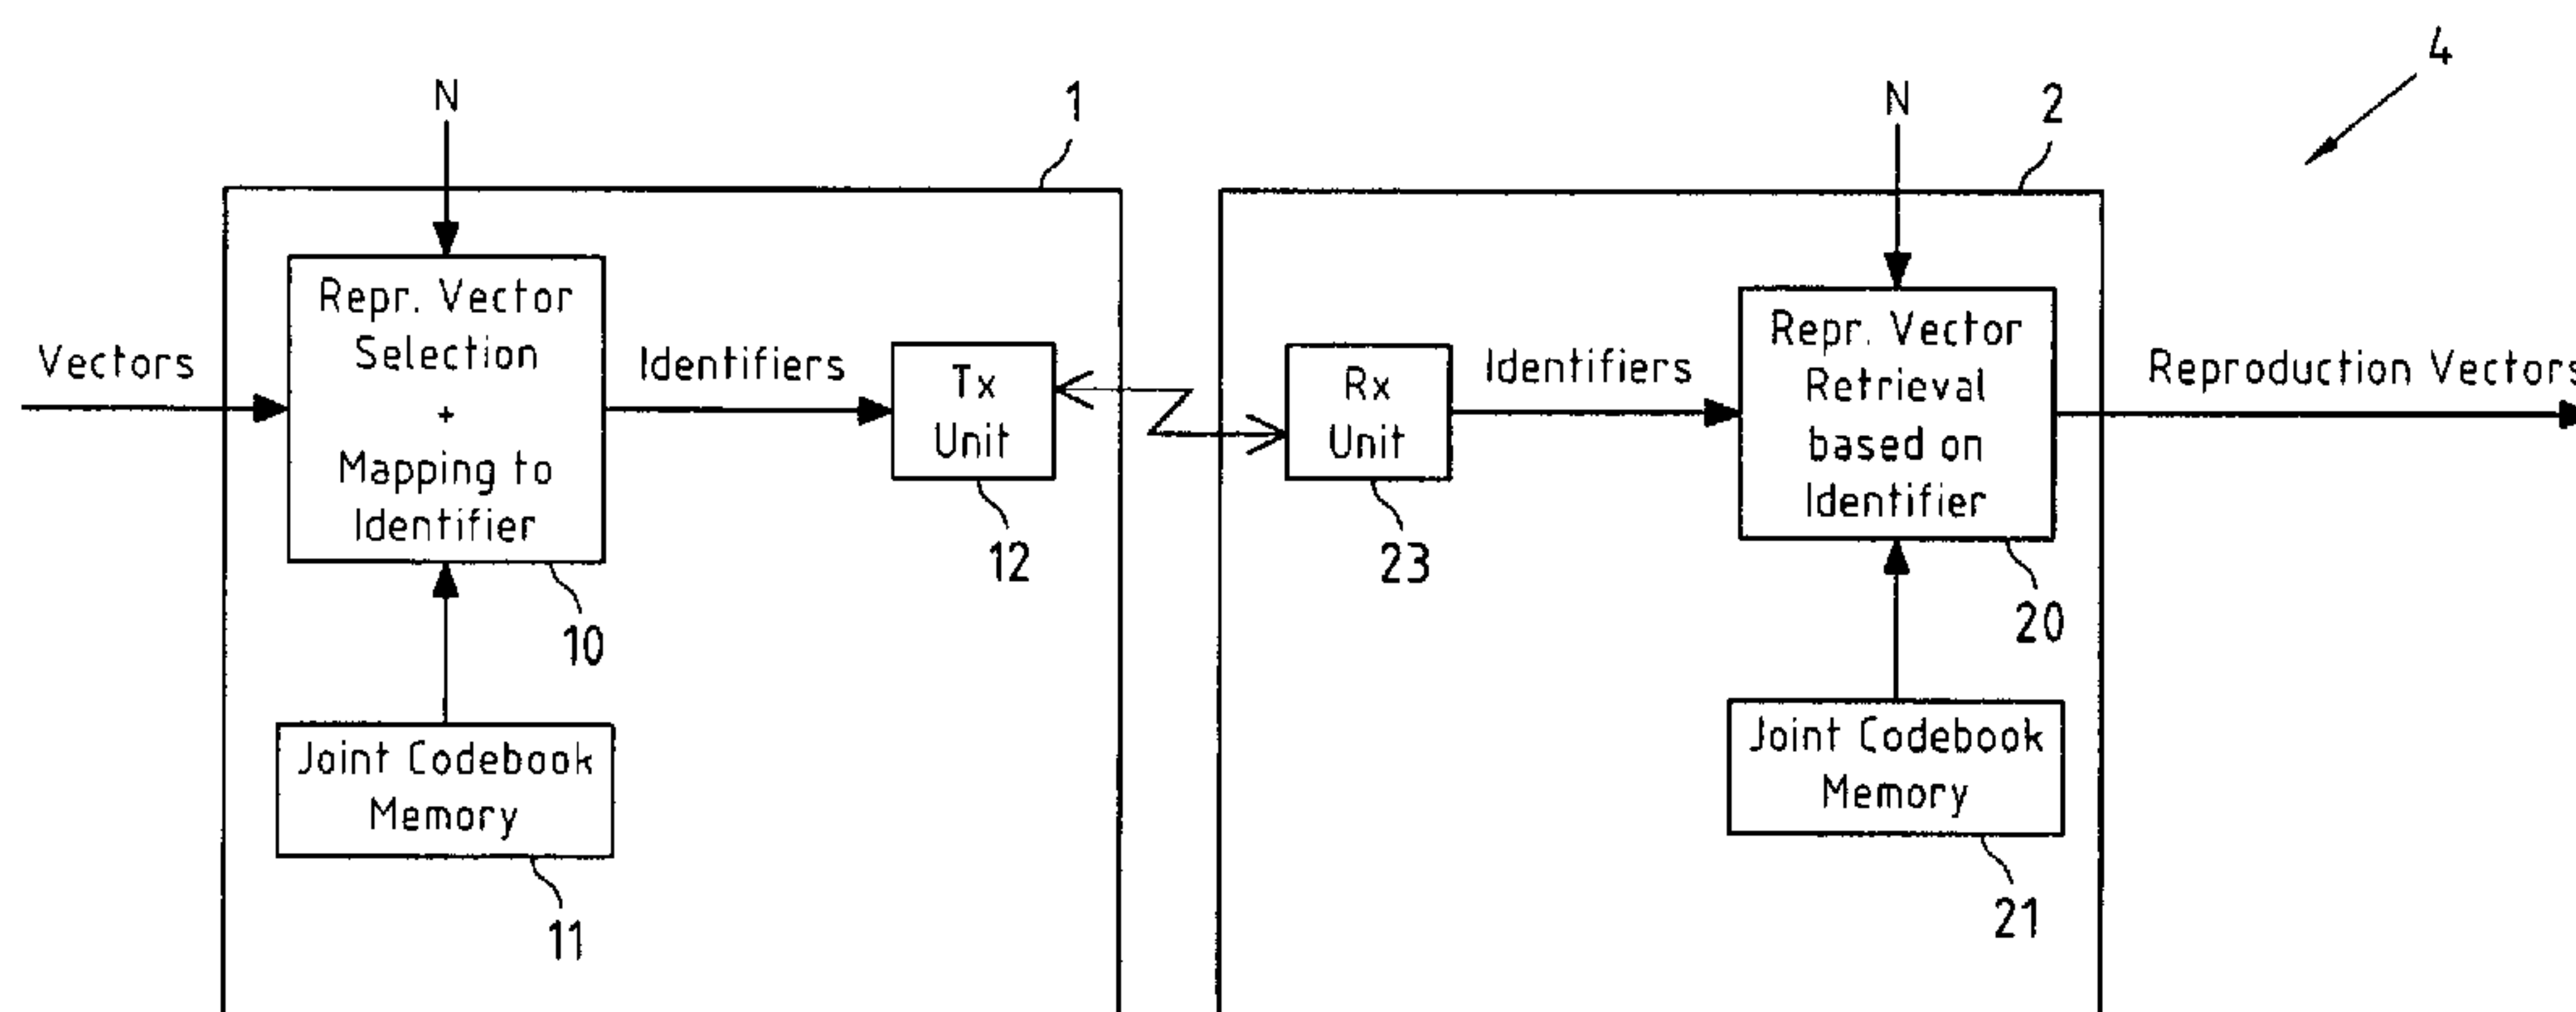 4
N
1
N
2
Vectors
Repr. Vector
Selection
+
Mapping to
Identifier
10
Identifiers
Tx
Unit
12
Joint Codebook
Memory
11
Rx
Unit
23
Identifiers
Repr. Vector
Retrieval
based on
Identifier
20
Joint Codebook
Memory
21
Reproduction Vectors